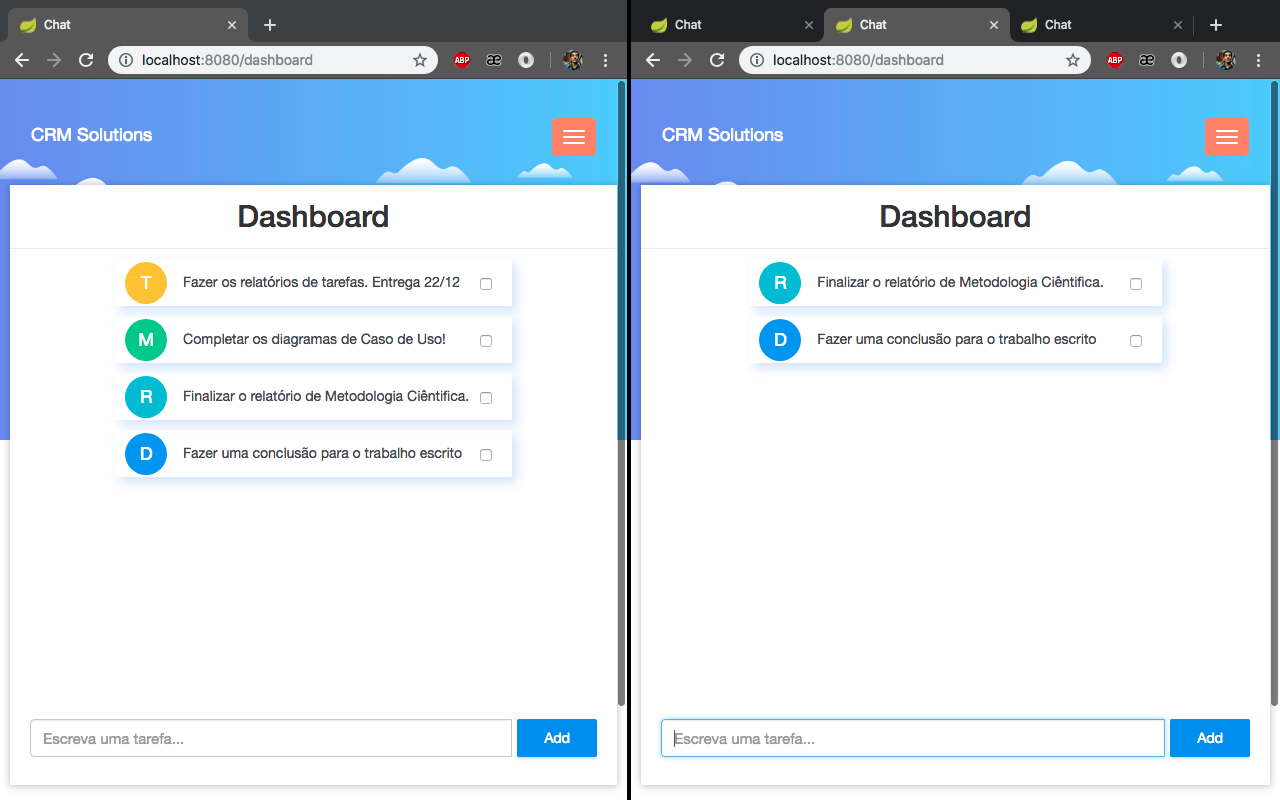 Chat
localhost:8080/dashboard
ABP
æ
CRM Solutions
Dashboard
T Fazer os relatórios de tarefas. Entrega 22/12
M Completar os diagramas de Caso de Uso!
R Finalizar o relatório de Metodologia Ciêntifica.
D Fazer uma conclusão para o trabalho escrito
Escreva uma tarefa... Add
Chat Chat Chat
localhost:8080/dashboard
ABP
æ
CRM Solutions
Dashboard
R Finalizar o relatório de Metodologia Ciêntifica.
D Fazer uma conclusão para o trabalho escrito
Escreva uma tarefa... Add